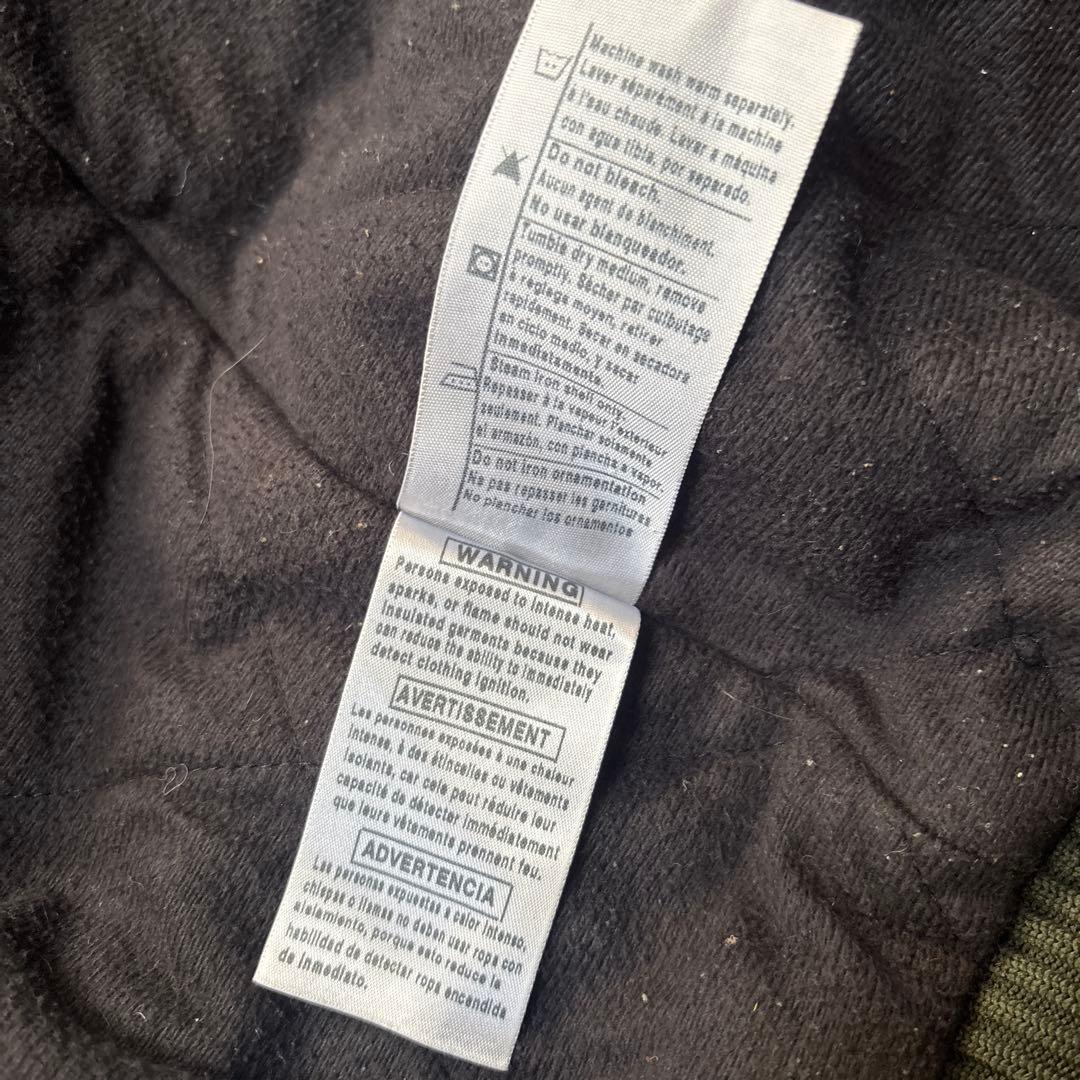 Machine wash warm separately.
Laver séparément à la machine
à l'eau chaude. Lavar a máquina
con agua tibia, por separado.
Do not bleach.
Aucun agent de blanchiment.
No usar blanqueador.
Tumble dry medium, remove
promptly. Sécher par culbutage
à réglage moyen, retirer
rapidement. Secar en secadora
en ciclo medio, y sacar
immediatamente.
Steam iron shell only.
Repasser à la vapeur l'extérieur
seulement. Planchar solamente
el armazón, con plancha a vapor.
Do not iron ornamentation
Ne pas repasser les garnitures
No planchar los ornamentos
WARNING
Persons exposed to intense heat,
sparks, or flame should not wear
insulated garments because they
can reduce the ability to immediately
detect clothing ignition.
AVERTISSEMENT
Les personnes exposées à une chaleur
intense, à des étincelles ou vêtements
isolants, car cela peut réduire leur
capacité de détecter immédiatement
que leurs vêtements prennent feu.
ADVERTENCIA
Las personas expuestas a calor intenso,
chispas o llamas no deben usar ropa con
aislamiento, porque esto reduce la
habilidad de detectar ropa encendida
de inmediato.